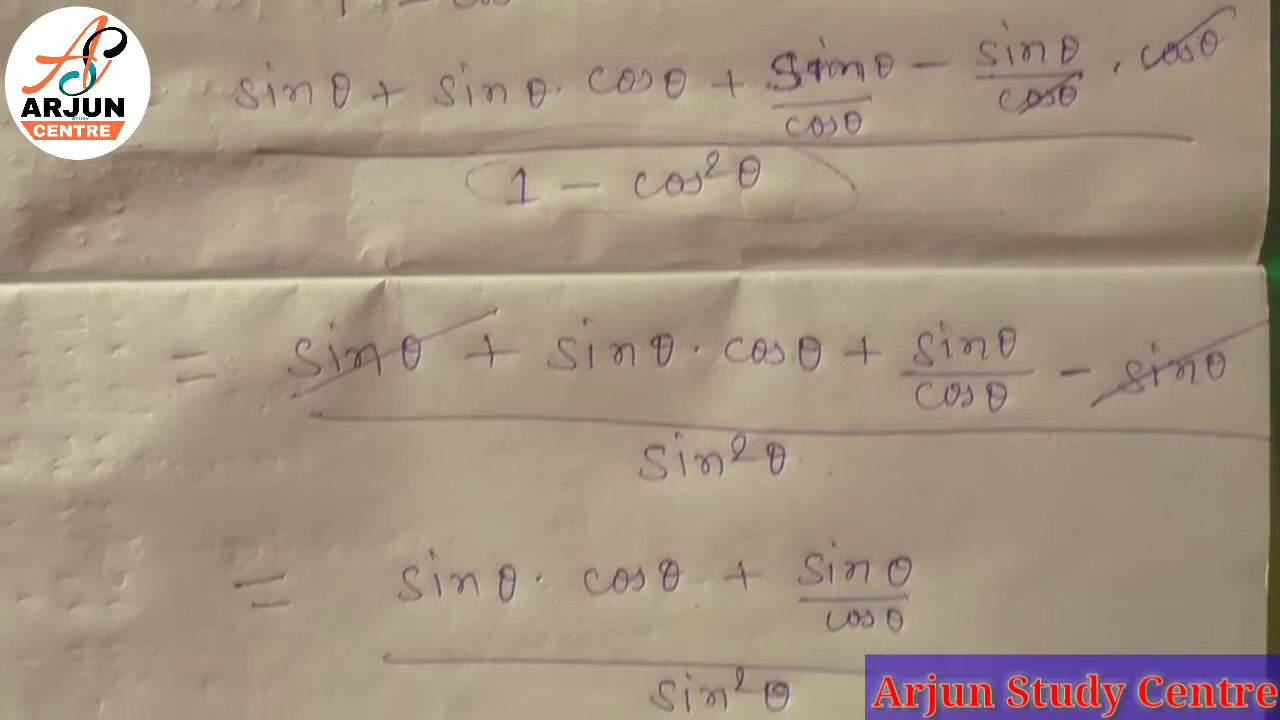 ARJUN
STUDY
CENTRE
sinθ + sinθ · cosθ + sinθ/cosθ − sinθ/cosθ · cosθ
1 − cos²θ
= sinθ + sinθ · cosθ + sinθ/cosθ − sinθ
sin²θ
= sinθ · cosθ + sinθ/cosθ
sin²θ
Arjun Study Centre